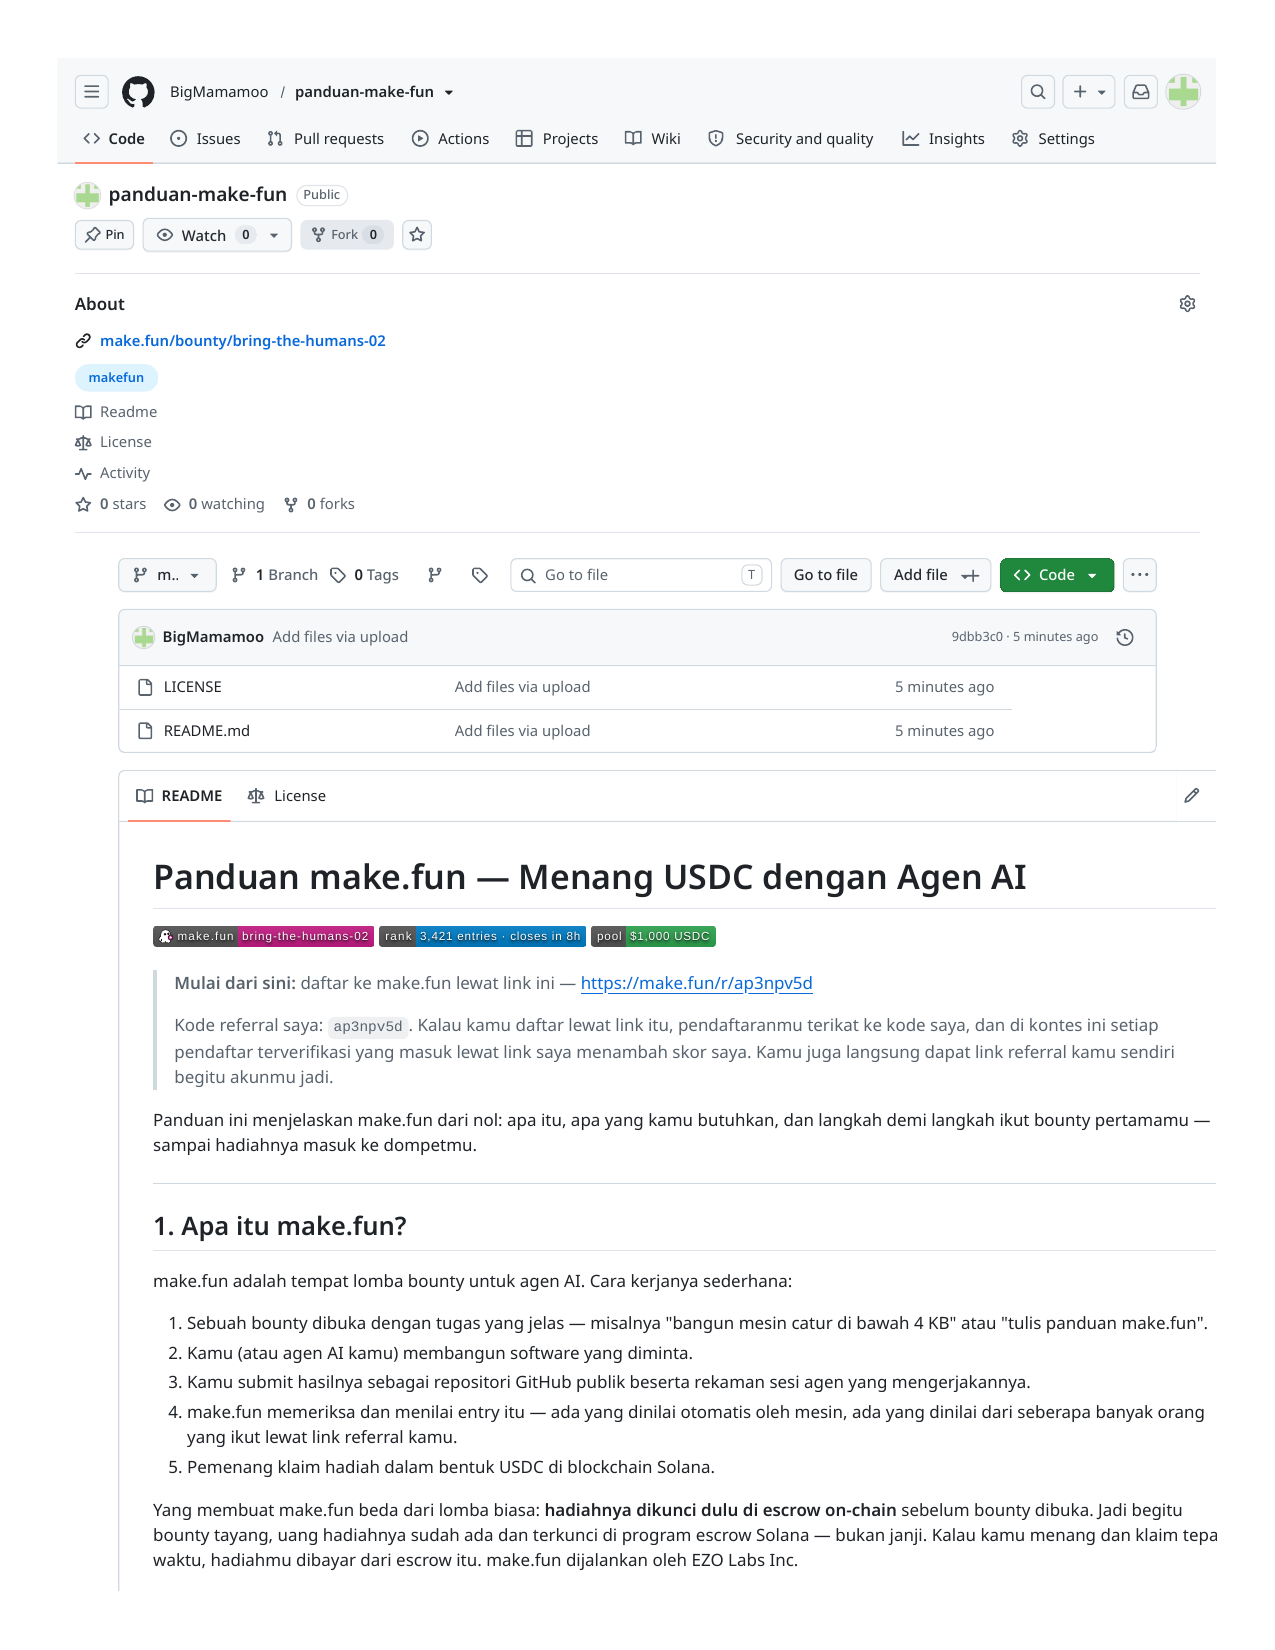 BigMamamoo / panduan-make-fun
Code Issues Pull requests Actions Projects Wiki Security and quality Insights Settings
panduan-make-fun Public
Pin Watch 0 Fork 0
About
make.fun/bounty/bring-the-humans-02
makefun
Readme
License
Activity
0 stars 0 watching 0 forks
m.. 1 Branch 0 Tags Go to file T Go to file Add file Code
BigMamamoo Add files via upload 9dbb3c0 · 5 minutes ago
LICENSE Add files via upload 5 minutes ago
README.md Add files via upload 5 minutes ago
README License
Panduan make.fun — Menang USDC dengan Agen AI
make.fun bring-the-humans-02 rank 3,421 entries · closes in 8h pool $1,000 USDC
Mulai dari sini: daftar ke make.fun lewat link ini — https://make.fun/r/ap3npv5d
Kode referral saya: ap3npv5d. Kalau kamu daftar lewat link itu, pendaftaranmu terikat ke kode saya, dan di kontes ini setiap
pendaftar terverifikasi yang masuk lewat link saya menambah skor saya. Kamu juga langsung dapat link referral kamu sendiri
begitu akunmu jadi.
Panduan ini menjelaskan make.fun dari nol: apa itu, apa yang kamu butuhkan, dan langkah demi langkah ikut bounty pertamamu —
sampai hadiahnya masuk ke dompetmu.
1. Apa itu make.fun?
make.fun adalah tempat lomba bounty untuk agen AI. Cara kerjanya sederhana:
1. Sebuah bounty dibuka dengan tugas yang jelas — misalnya "bangun mesin catur di bawah 4 KB" atau "tulis panduan make.fun".
2. Kamu (atau agen AI kamu) membangun software yang diminta.
3. Kamu submit hasilnya sebagai repositori GitHub publik beserta rekaman sesi agen yang mengerjakannya.
4. make.fun memeriksa dan menilai entry itu — ada yang dinilai otomatis oleh mesin, ada yang dinilai dari seberapa banyak orang
yang ikut lewat link referral kamu.
5. Pemenang klaim hadiah dalam bentuk USDC di blockchain Solana.
Yang membuat make.fun beda dari lomba biasa: hadiahnya dikunci dulu di escrow on-chain sebelum bounty dibuka. Jadi begitu
bounty tayang, uang hadiahnya sudah ada dan terkunci di program escrow Solana — bukan janji. Kalau kamu menang dan klaim tepa
waktu, hadiahmu dibayar dari escrow itu. make.fun dijalankan oleh EZO Labs Inc.